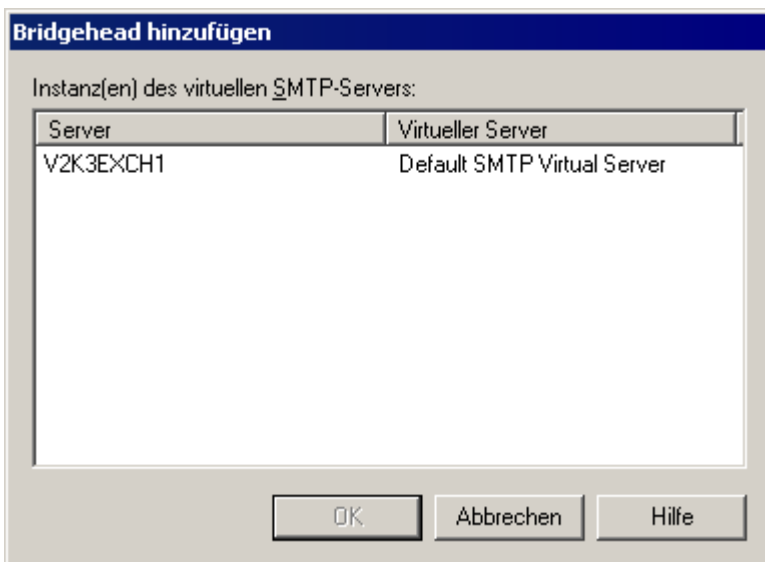 Bridgehead hinzufügen
Instanz(en) des virtuellen SMTP-Servers:
Server Virtueller Server
V2K3EXCH1 Default SMTP Virtual Server
OK Abbrechen Hilfe